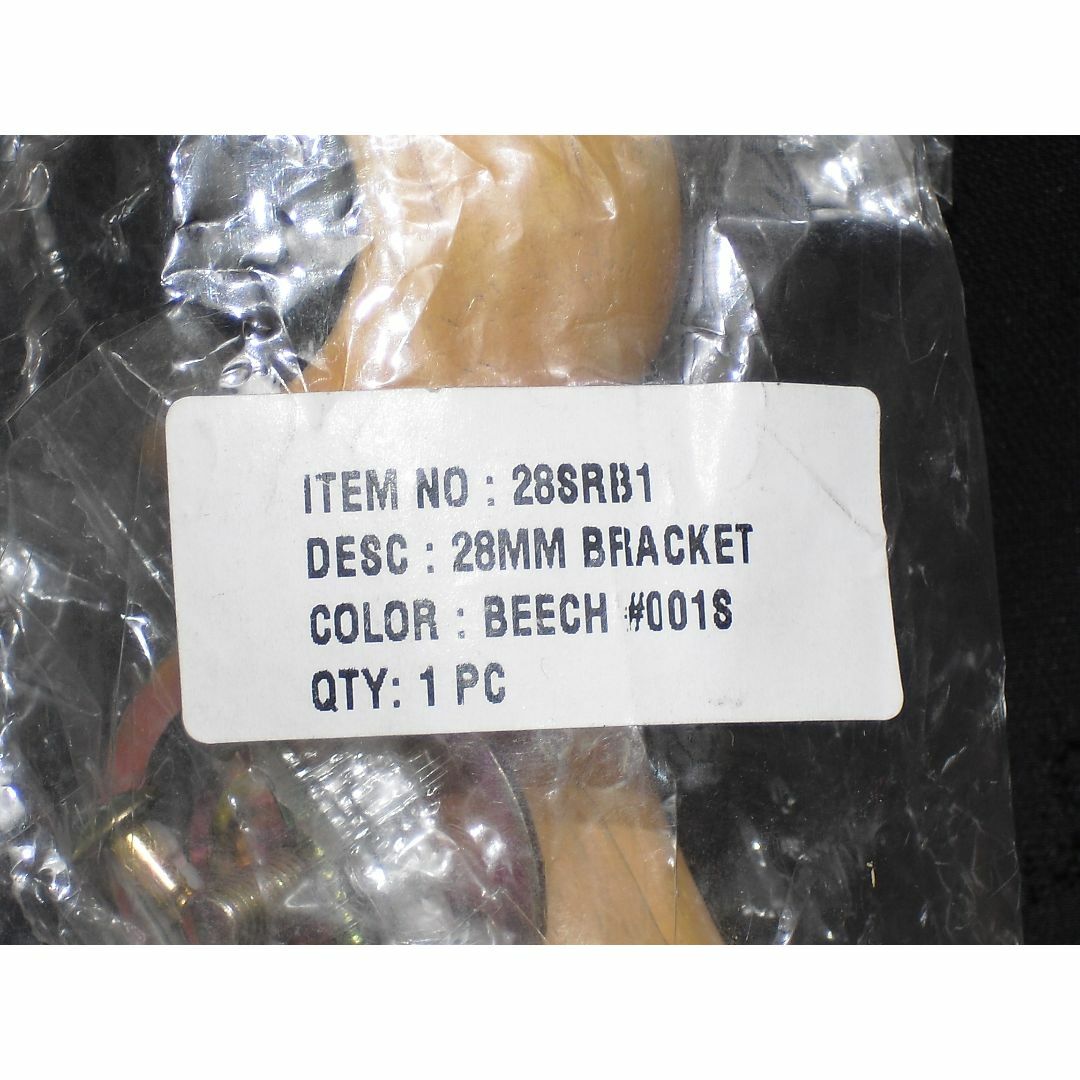 ITEM NO : 28SRB1
DESC : 28MM BRACKET
COLOR : BEECH #001S
QTY: 1 PC